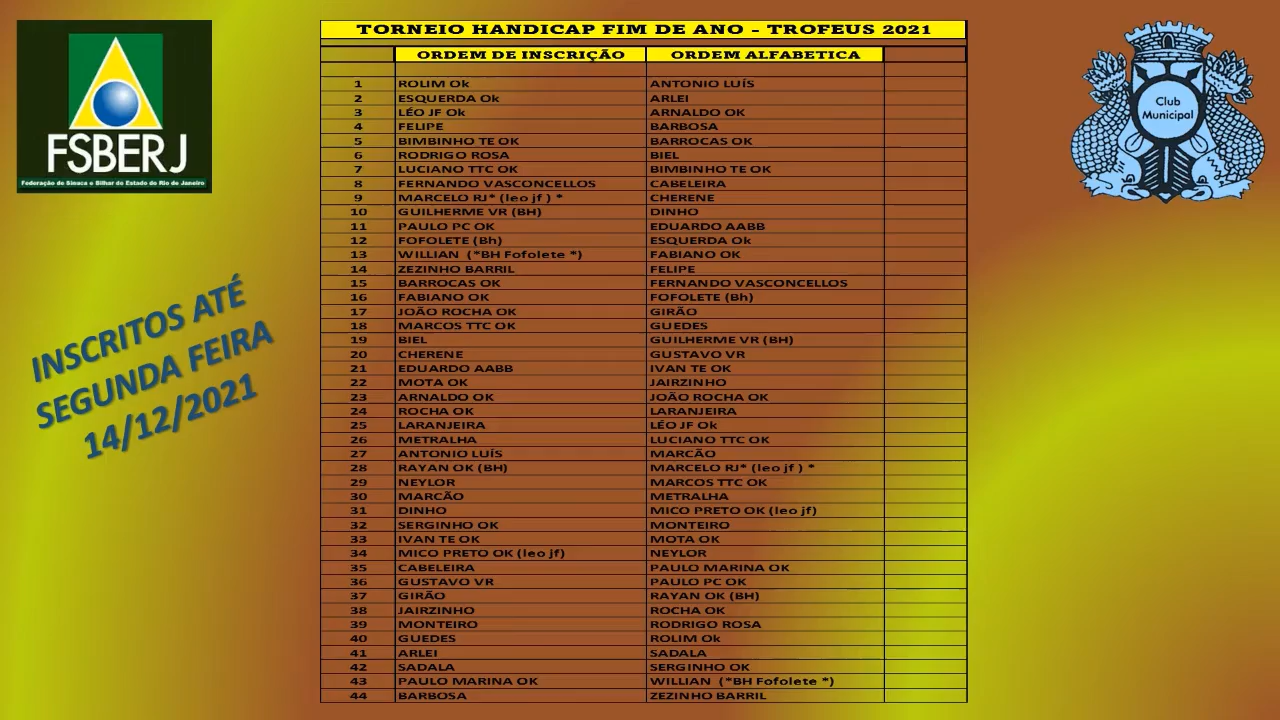 TORNEIO HANDICAP FIM DE ANO - TROFEUS 2021
ORDEM DE INSCRIÇÃO ORDEM ALFABETICA
1 ROLIM Ok ANTONIO LUÍS
2 ESQUERDA Ok ARLEI
3 LÉO JF Ok ARNALDO OK
4 FELIPE BARBOSA
5 BIMBINHO TE OK BARROCAS OK
6 RODRIGO ROSA BIEL
7 LUCIANO TTC OK BIMBINHO TE OK
8 FERNANDO VASCONCELLOS CABELEIRA
9 MARCELO RJ* (leo jf ) * CHERENE
10 GUILHERME VR (BH) DINHO
11 PAULO PC OK EDUARDO AABB
12 FOFOLETE (Bh) ESQUERDA Ok
13 WILLIAN (*BH Fofolete *) FABIANO OK
14 ZEZINHO BARRIL FELIPE
15 BARROCAS OK FERNANDO VASCONCELLOS
16 FABIANO OK FOFOLETE (Bh)
17 JOÃO ROCHA OK GIRÃO
18 MARCOS TTC OK GUEDES
19 BIEL GUILHERME VR (BH)
20 CHERENE GUSTAVO VR
21 EDUARDO AABB IVAN TE OK
22 MOTA OK JAIRZINHO
23 ARNALDO OK JOÃO ROCHA OK
24 ROCHA OK LARANJEIRA
25 LARANJEIRA LÉO JF Ok
26 METRALHA LUCIANO TTC OK
27 ANTONIO LUÍS MARCÃO
28 RAYAN OK (BH) MARCELO RJ* (leo jf ) *
29 NEYLOR MARCOS TTC OK
30 MARCÃO METRALHA
31 DINHO MICO PRETO OK (leo jf)
32 SERGINHO OK MONTEIRO
33 IVAN TE OK MOTA OK
34 MICO PRETO OK (leo jf) NEYLOR
35 CABELEIRA PAULO MARINA OK
36 GUSTAVO VR PAULO PC OK
37 GIRÃO RAYAN OK (BH)
38 JAIRZINHO ROCHA OK
39 MONTEIRO RODRIGO ROSA
40 GUEDES ROLIM Ok
41 ARLEI SADALA
42 SADALA SERGINHO OK
43 PAULO MARINA OK WILLIAN (*BH Fofolete *)
44 BARBOSA ZEZINHO BARRIL
FSBERJ
Federação de Sinuca e Bilhar do Estado do Rio de Janeiro
INSCRITOS ATÉ
SEGUNDA FEIRA
14/12/2021
Club
Municipal